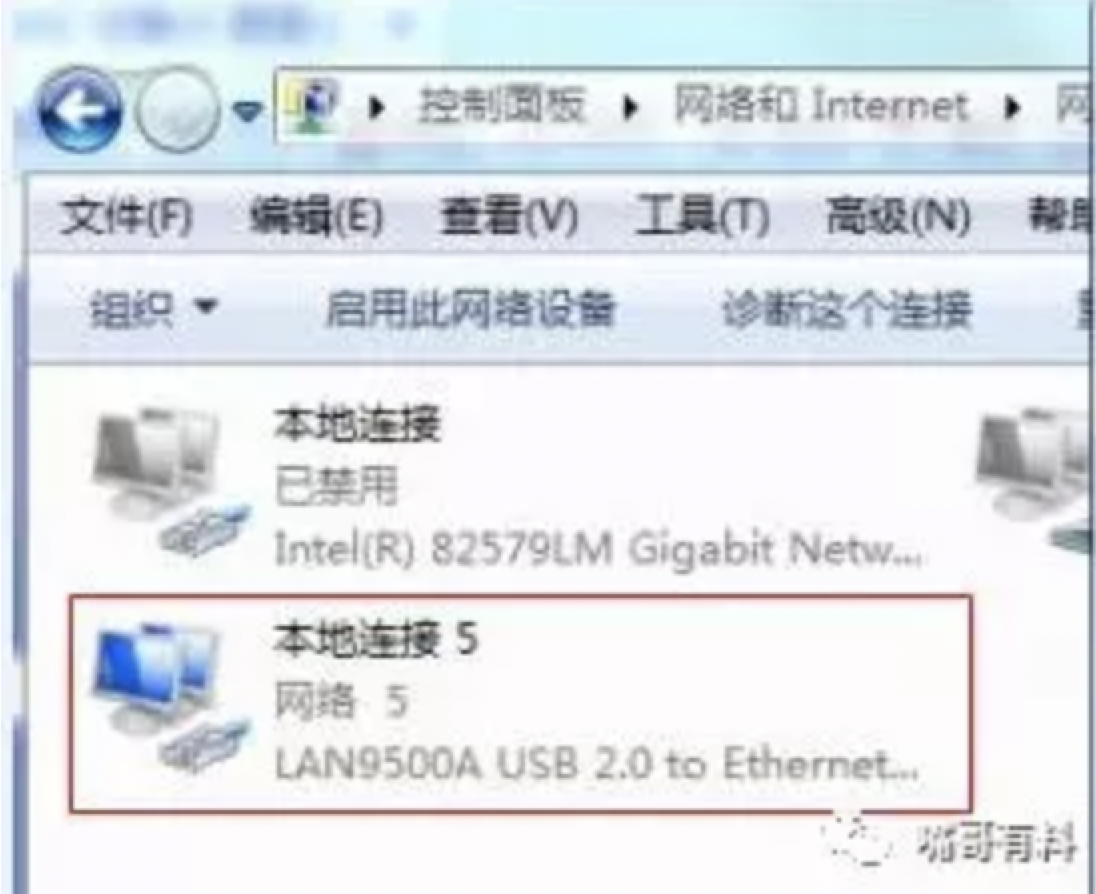 控制面板 网络和 Internet 网
文件(F) 编辑(E) 查看(V) 工具(T) 高级(N) 帮助
组织 启用此网络设备 诊断这个连接
本地连接
已禁用
Intel(R) 82579LM Gigabit Netw...
本地连接 5
网络 5
LAN9500A USB 2.0 to Ethernet...
嘴哥有料